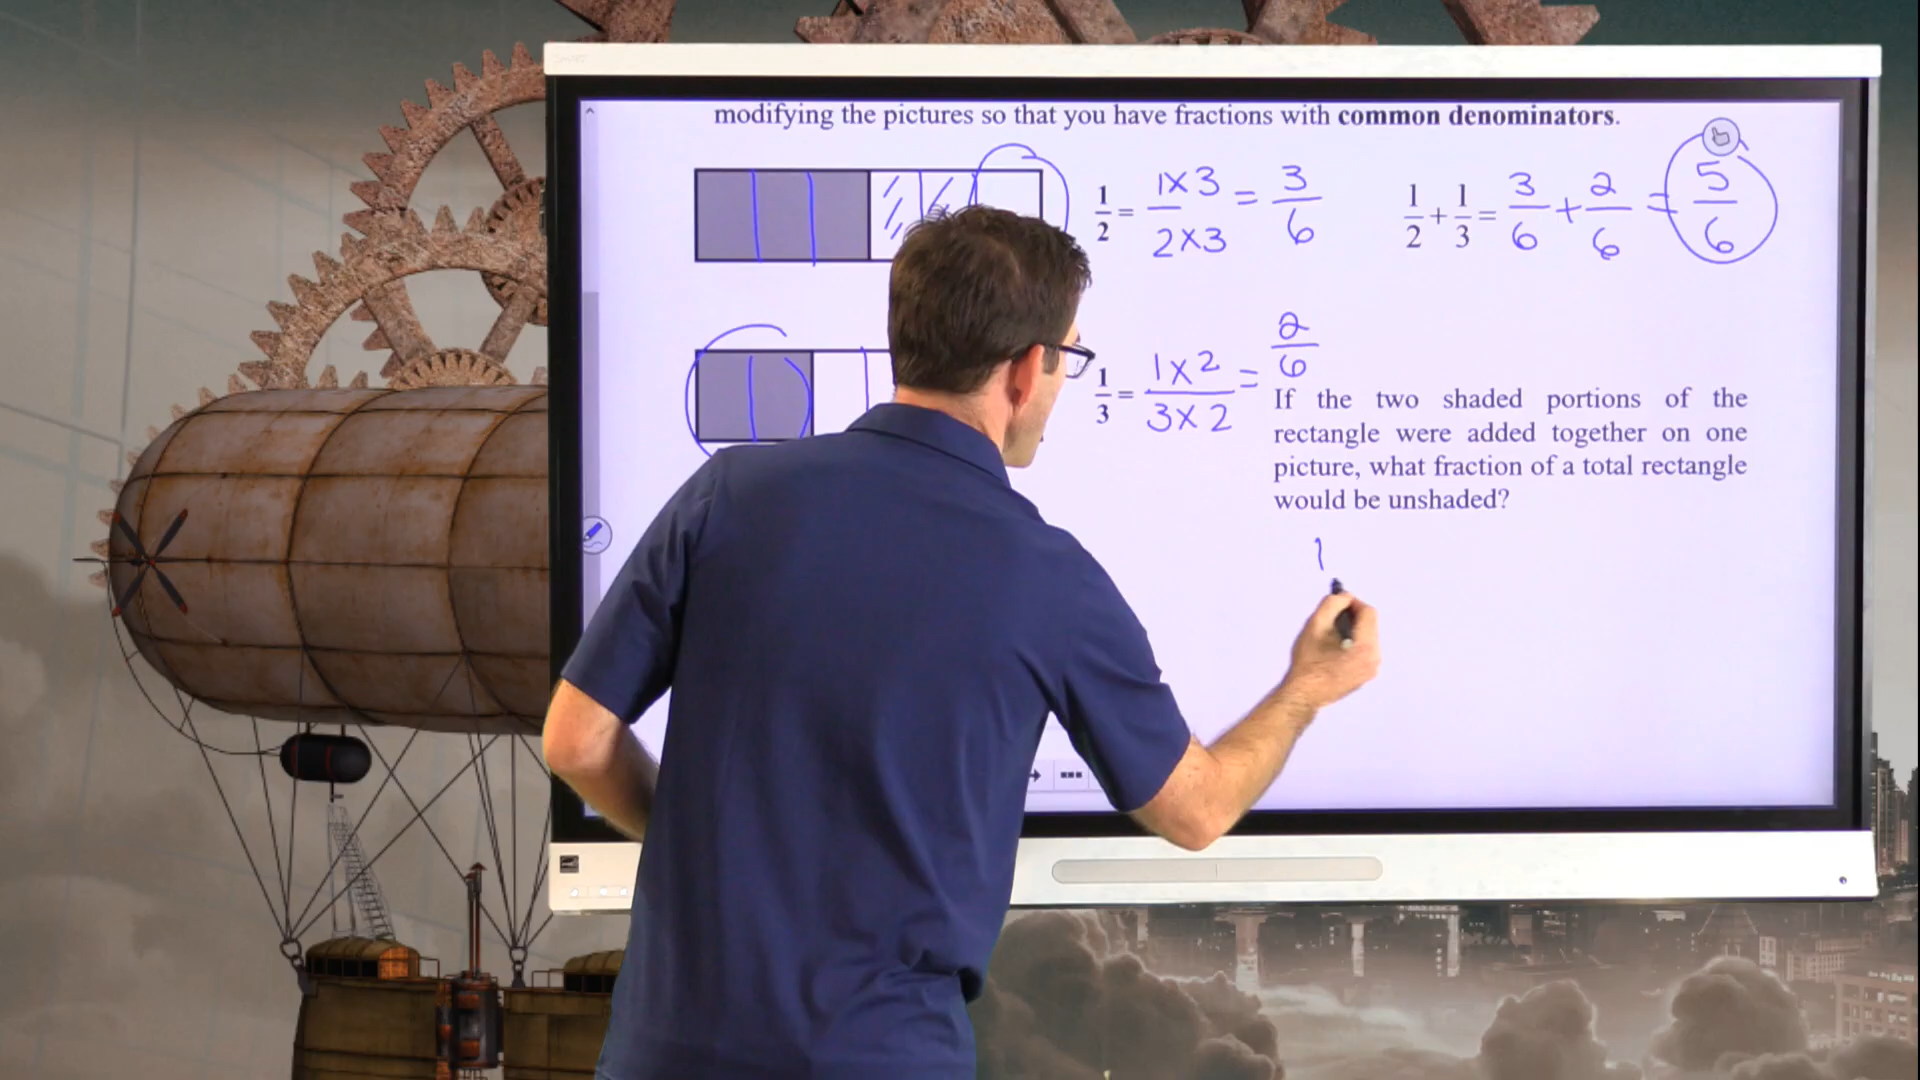 modifying the pictures so that you have fractions with common denominators.
1/2 = 1x3/2x3 = 3/6
1/2 + 1/3 = 3/6 + 2/6 = 5/6
1/3 = 1x2/3x2 = 2/6
If the two shaded portions of the
rectangle were added together on one
picture, what fraction of a total rectangle
would be unshaded?
1